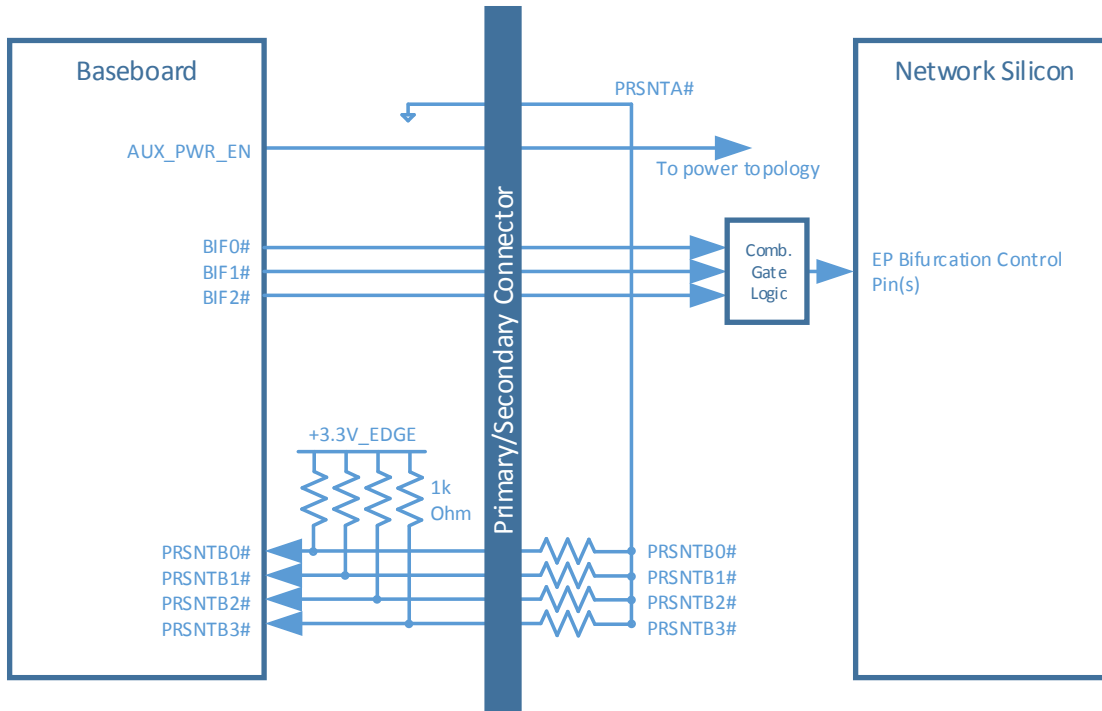 Baseboard
Network Silicon
PRSNTA#
AUX_PWR_EN
To power topology
Primary/Secondary Connector
BIF0#
BIF1#
BIF2#
Comb.
Gate
Logic
EP Bifurcation Control
Pin(s)
+3.3V_EDGE
1k
Ohm
PRSNTB0#
PRSNTB1#
PRSNTB2#
PRSNTB3#
PRSNTB0#
PRSNTB1#
PRSNTB2#
PRSNTB3#